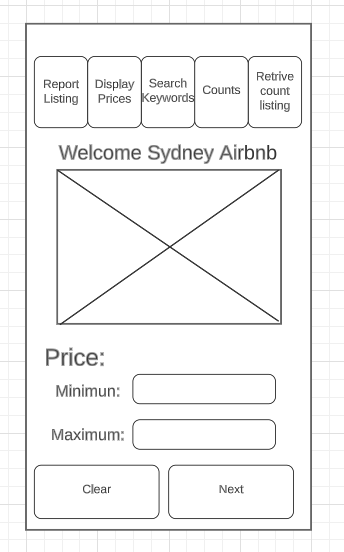 Report
Listing
Display
Prices
Search
Keywords
Counts
Retrive
count
listing
Welcome Sydney Airbnb
Price:
Minimun:
Maximum:
Clear
Next